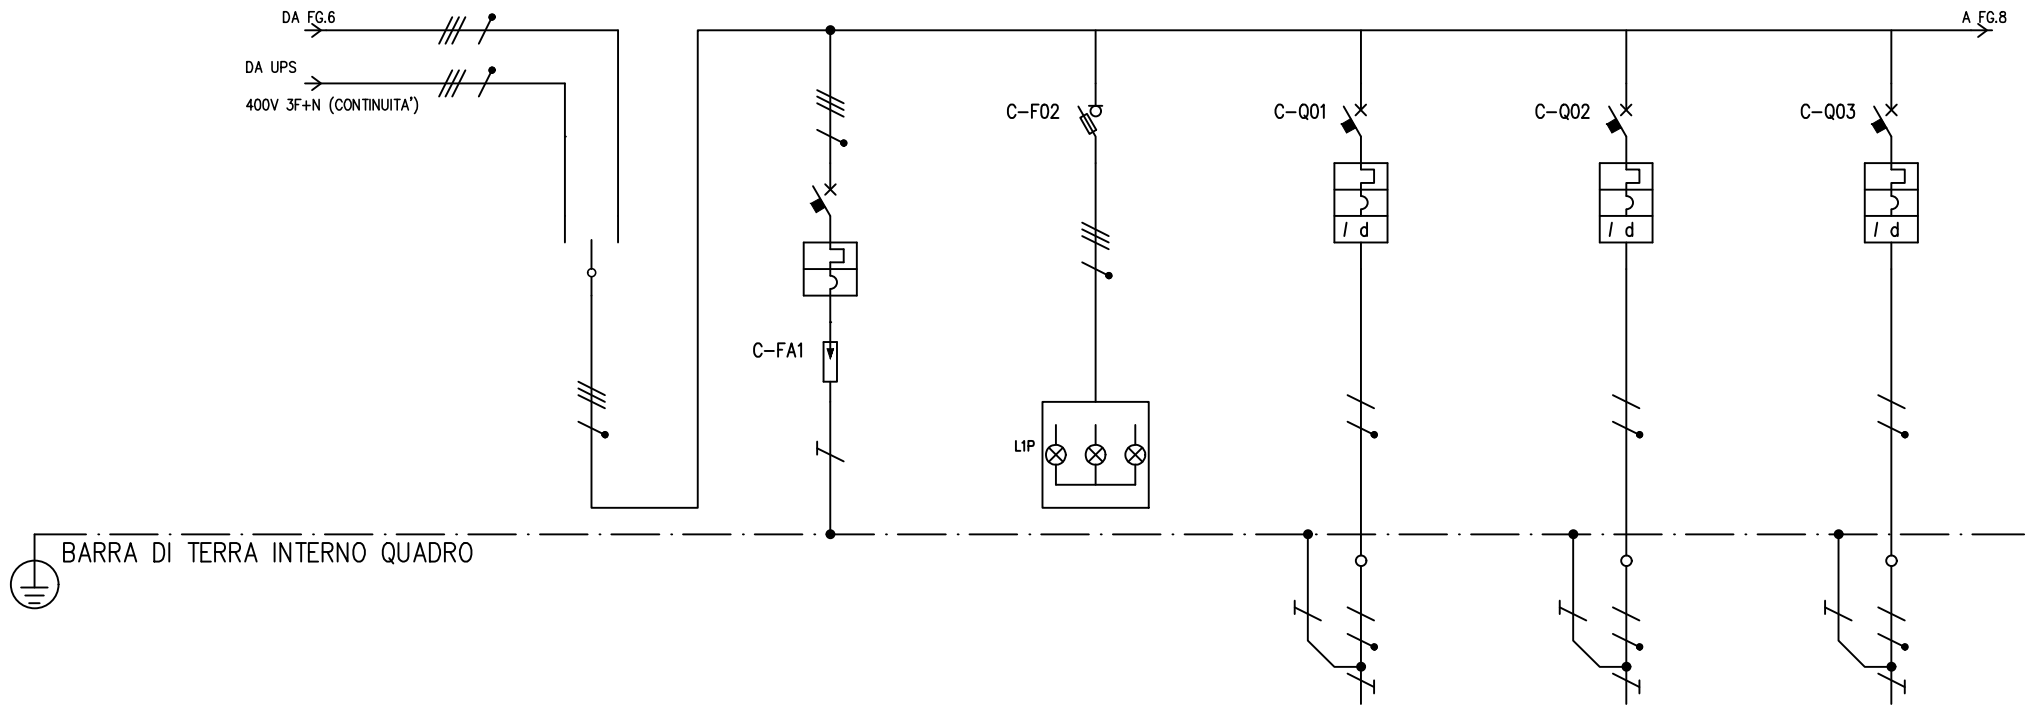 DA FG.6
A FG.8
DA UPS
400V 3F+N (CONTINUITA')
C-F02
C-Q01
C-Q02
C-Q03
I d
I d
I d
C-FA1
L1P
BARRA DI TERRA INTERNO QUADRO